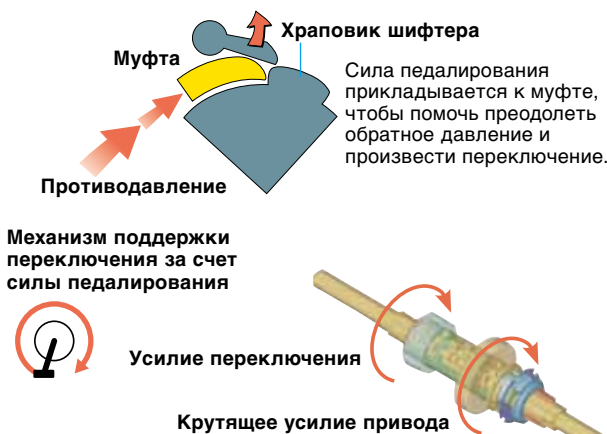 Храповик шифтера
Муфта
Сила педалирования
прикладывается к муфте,
чтобы помочь преодолеть
обратное давление и
произвести переключение.
Противодавление
Механизм поддержки
переключения за счет
силы педалирования
Усилие переключения
Крутящее усилие привода